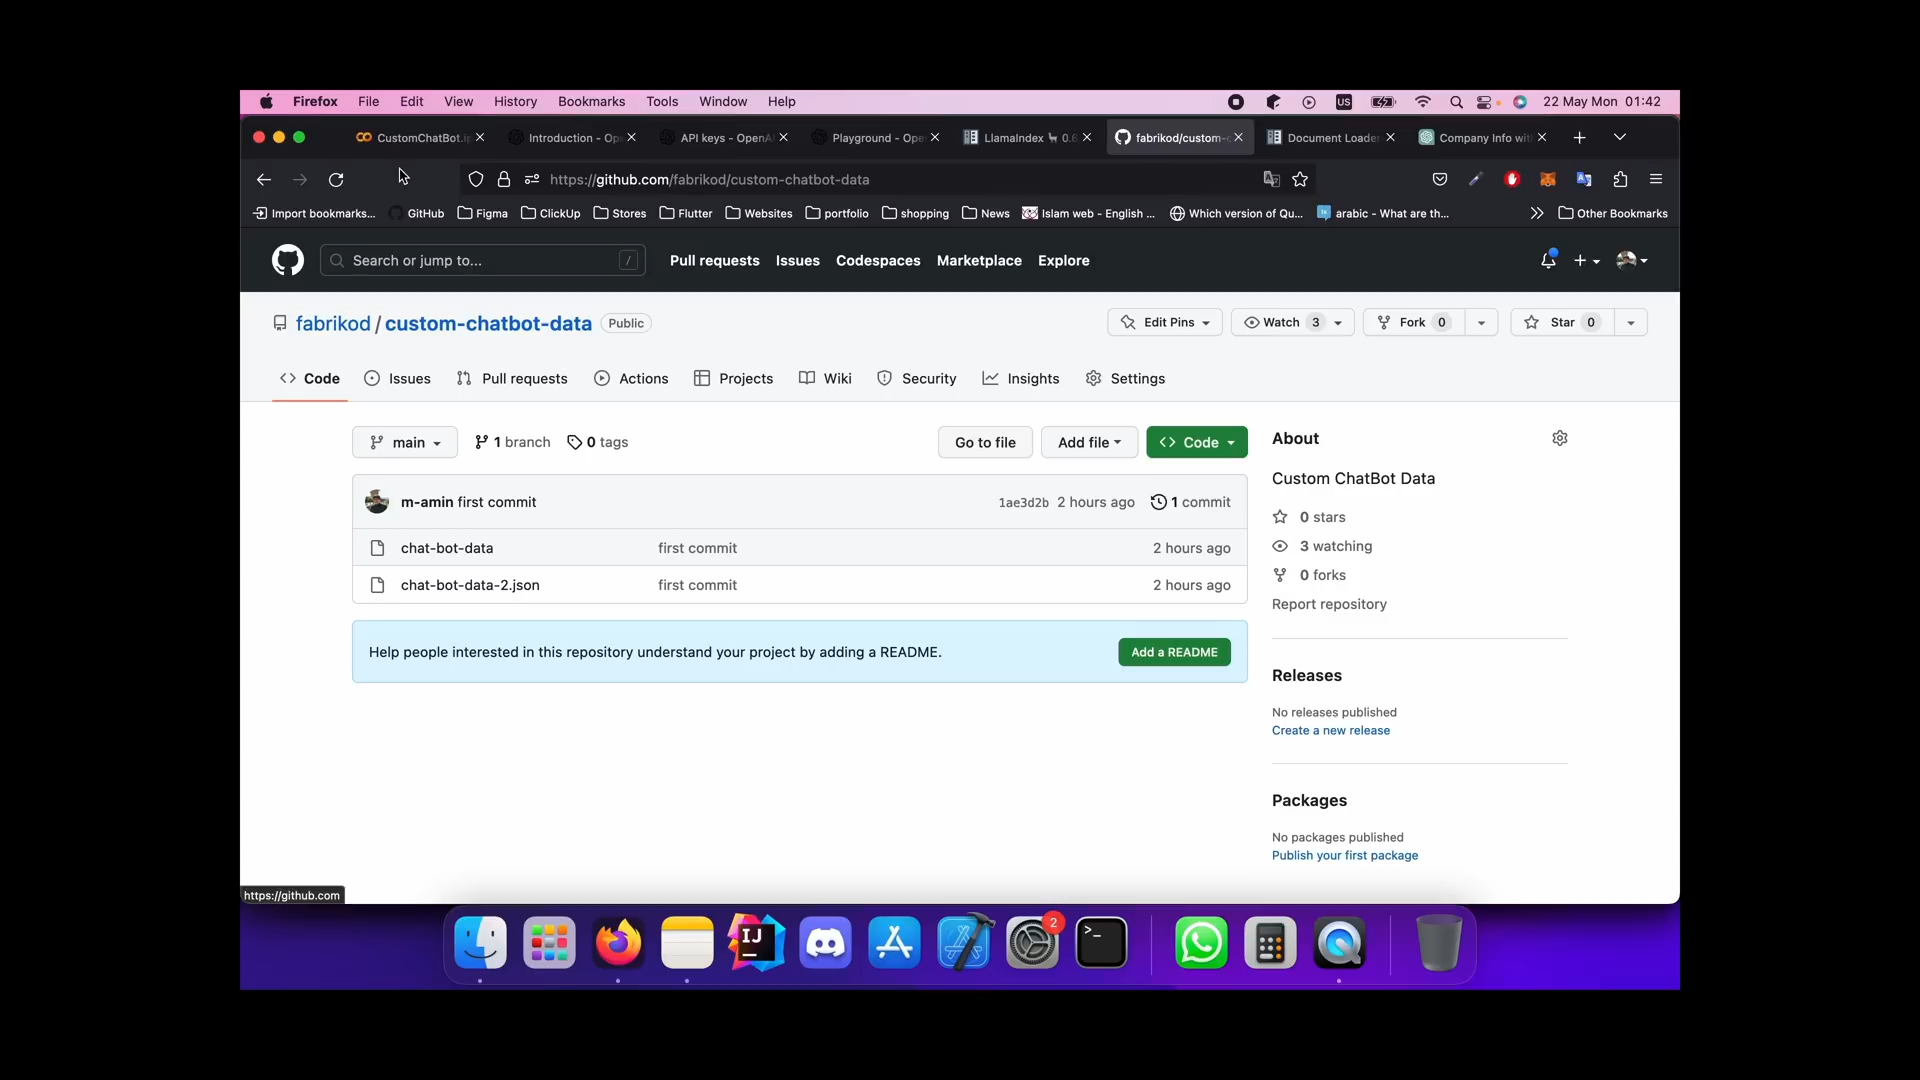 Firefox File Edit View History Bookmarks Tools Window Help US 22 May Mon 01:42
CustomChatBot.ip Introduction - Op API keys - OpenA Playground - Ope LlamaIndex 0.6 fabrikod/custom- Document Loade Company Info wit
https://github.com/fabrikod/custom-chatbot-data
Import bookmarks... GitHub Figma ClickUp Stores Flutter Websites portfolio shopping News Islam web - English ... Which version of Qu... arabic - What are th... Other Bookmarks
Search or jump to... / Pull requests Issues Codespaces Marketplace Explore
fabrikod / custom-chatbot-data Public Edit Pins Watch 3 Fork 0 Star 0
Code Issues Pull requests Actions Projects Wiki Security Insights Settings
main 1 branch 0 tags Go to file Add file Code
m-amin first commit 1ae3d2b 2 hours ago 1 commit
chat-bot-data first commit 2 hours ago
chat-bot-data-2.json first commit 2 hours ago
Help people interested in this repository understand your project by adding a README. Add a README
About
Custom ChatBot Data
0 stars
3 watching
0 forks
Report repository
Releases
No releases published
Create a new release
Packages
No packages published
Publish your first package
https://github.com
IJ
2
>_